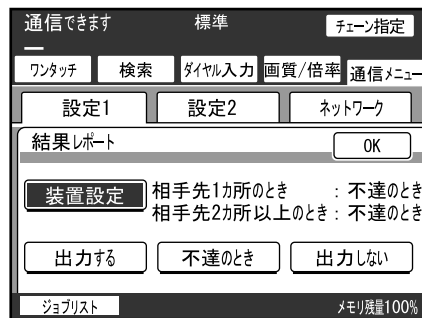 通信できます 標準 チェーン指定
ワンタッチ 検索 ダイヤル入力 画質/倍率 通信メニュー
設定1 設定2 ネットワーク
結果レポート OK
装置設定 相手先1カ所のとき : 不達のとき
相手先2カ所以上のとき : 不達のとき
出力する 不達のとき 出力しない
ジョブリスト メモリ残量100%